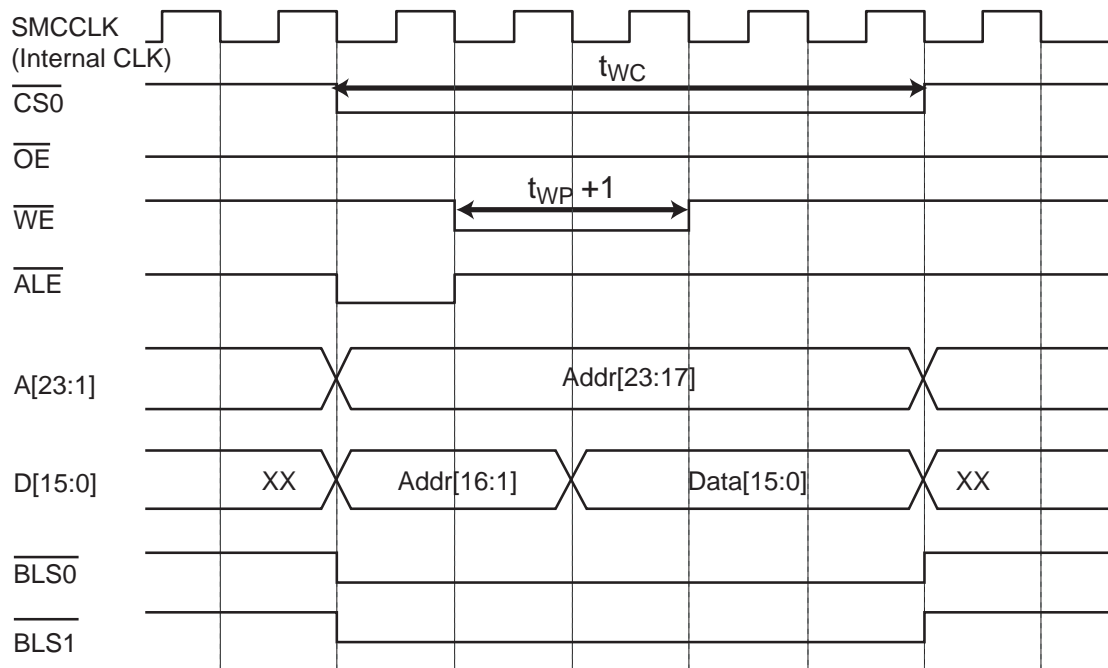 SMCCLK
(Internal CLK)
tWC
CS0
OE
tWP +1
WE
ALE
A[23:1]
Addr[23:17]
D[15:0]
XX
Addr[16:1]
Data[15:0]
XX
BLS0
BLS1